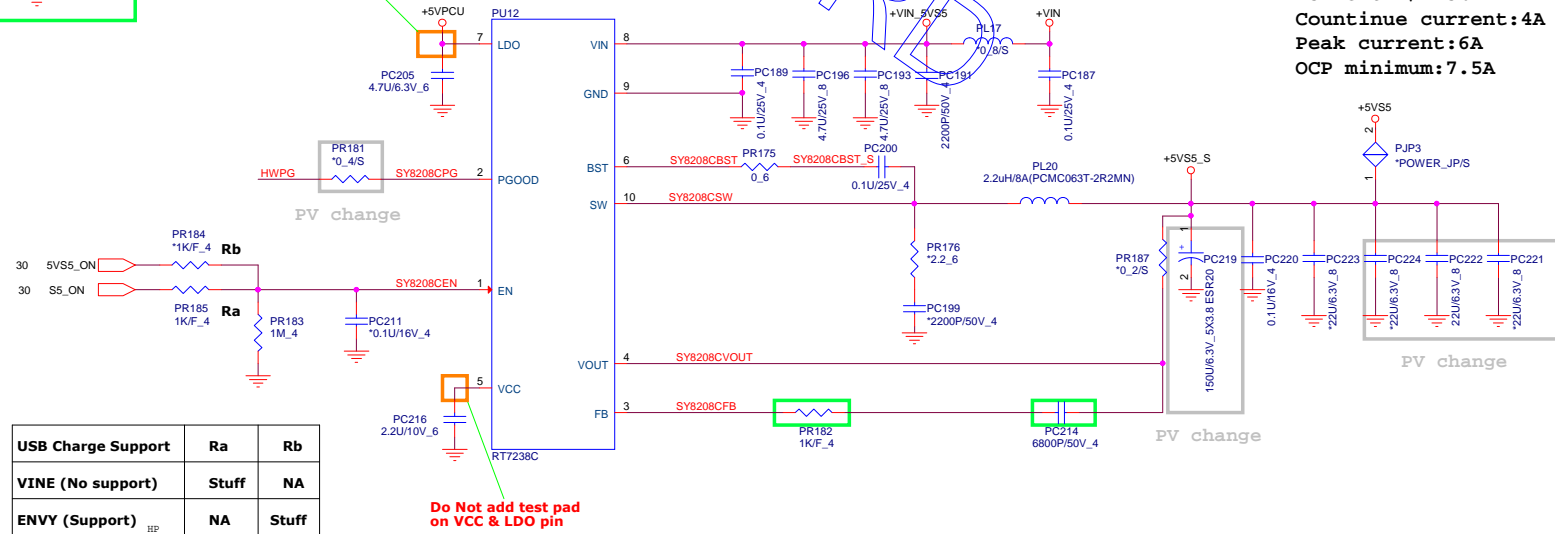 Countinue current:4A
Peak current:6A
OCP minimum:7.5A
+5VPCU
PU12
7
LDO
PC205
4.7U/6.3V_6
VIN
8
GND
9
PC189
0.1U/25V_4
PC196
4.7U/25V_8
PC193
4.7U/25V_8
+VIN_5VS5
PC191
2200P/50V_4
PL17
*0_8/S
+VIN
PC187
0.1U/25V_4
PR181
*0_4/S
HWPG
SY8208CPG
2
PGOOD
PV change
BST
6
SY8208CBST
PR175
0_6
SY8208CBST_S
PC200
0.1U/25V_4
SW
10
SY8208CSW
PL20
2.2uH/8A(PCMC063T-2R2MN)
+5VS5_S
+5VS5
2
PJP3
*POWER_JP/S
1
PR184
*1K/F_4
Rb
30
5VS5_ON
30
S5_ON
PR185
1K/F_4
Ra
PR183
1M_4
PC211
*0.1U/16V_4
SY8208CEN
1
EN
PR176
*2.2_6
PC199
*2200P/50V_4
PR187
*0_2/S
1
+
PC219
2
150U/6.3V_5X3.8 ESR20
PC220
0.1U/16V_4
PC223
*22U/6.3V_8
PC224
*22U/6.3V_8
PC222
22U/6.3V_8
PC221
*22U/6.3V_8
PV change
VOUT
4
SY8208CVOUT
5
VCC
PC216
2.2U/10V_6
FB
3
SY8208CFB
PR182
1K/F_4
PC214
6800P/50V_4
PV change
RT7238C
USB Charge Support Ra Rb
VINE (No support) Stuff NA
ENVY (Support) NA Stuff
HP
Do Not add test pad
on VCC & LDO pin